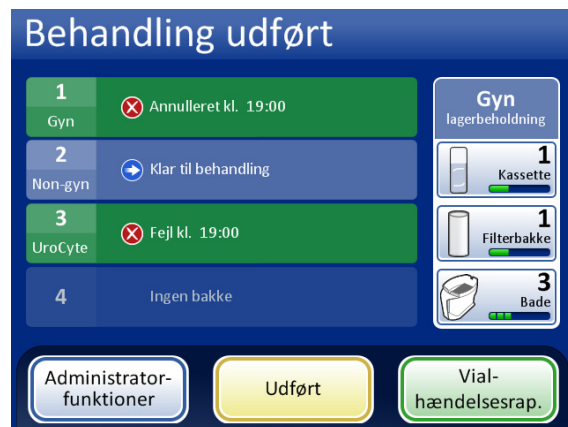 Behandling udført
1
Gyn
Annulleret kl. 19:00
2
Non-gyn
Klar til behandling
3
UroCyte
Fejl kl. 19:00
4
Ingen bakke
Gyn
lagerbeholdning
1
Kassette
1
Filterbakke
3
Bade
Administrator-
funktioner
Udført
Vial-
hændelsesrap.